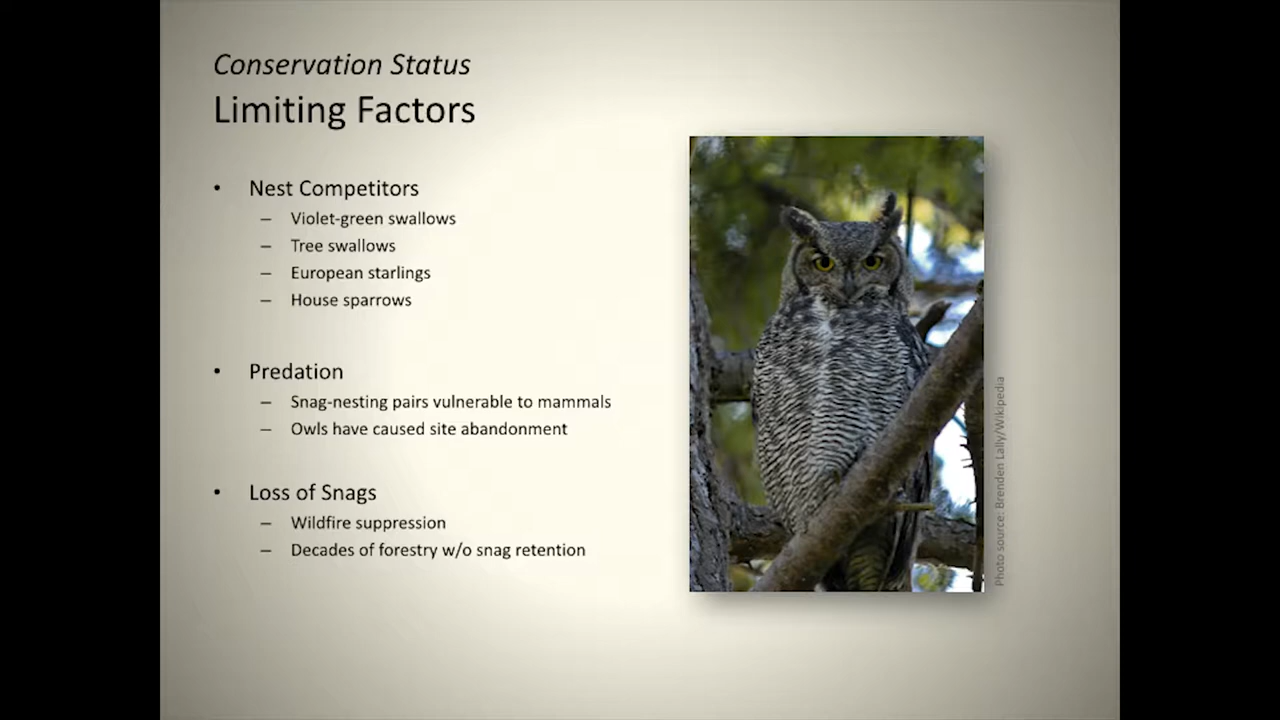 Conservation Status
Limiting Factors
• Nest Competitors
– Violet-green swallows
– Tree swallows
– European starlings
– House sparrows
• Predation
– Snag-nesting pairs vulnerable to mammals
– Owls have caused site abandonment
• Loss of Snags
– Wildfire suppression
– Decades of forestry w/o snag retention
Photo source: Brenden Lally/Wikipedia